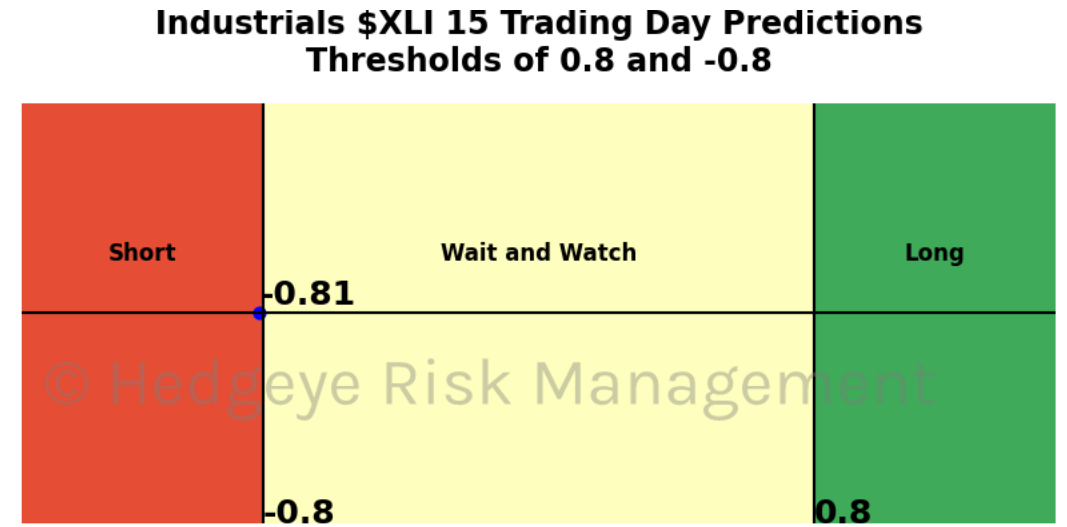 Industrials $XLI 15 Trading Day Predictions
Thresholds of 0.8 and -0.8
Short
Wait and Watch
Long
-0.81
© Hedgeye Risk Management
-0.8
0.8